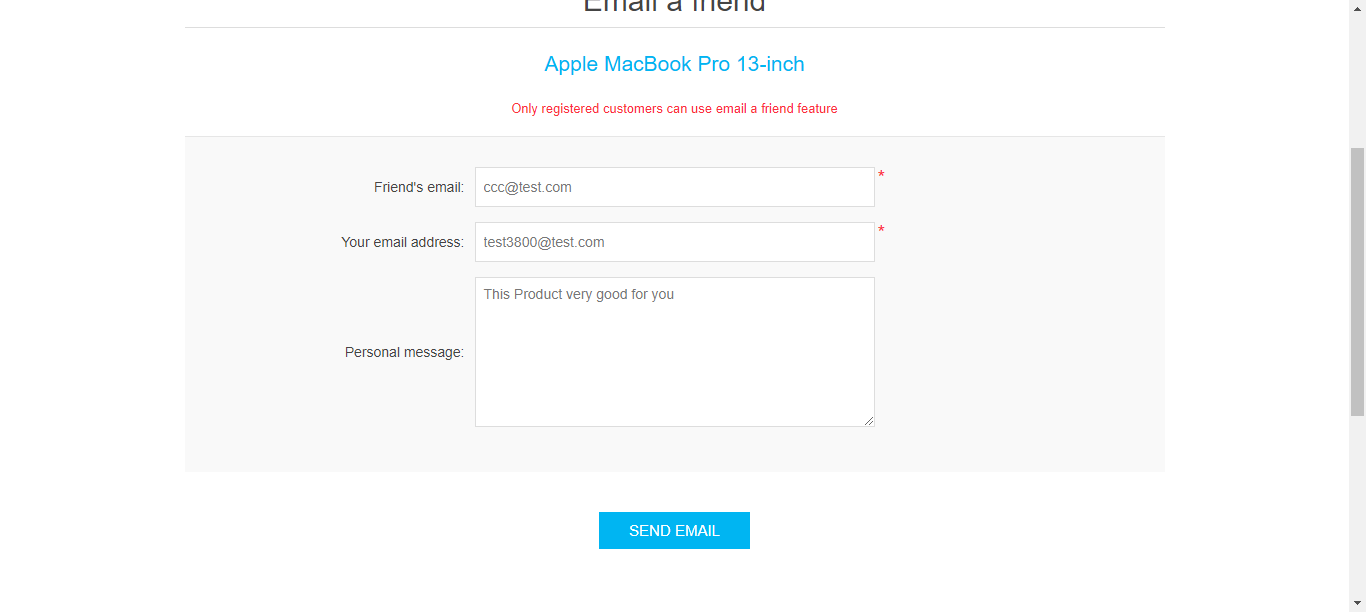 Email a friend
Apple MacBook Pro 13-inch
Only registered customers can use email a friend feature
Friend's email: ccc@test.com *
Your email address: test3800@test.com *
Personal message: This Product very good for you
SEND EMAIL